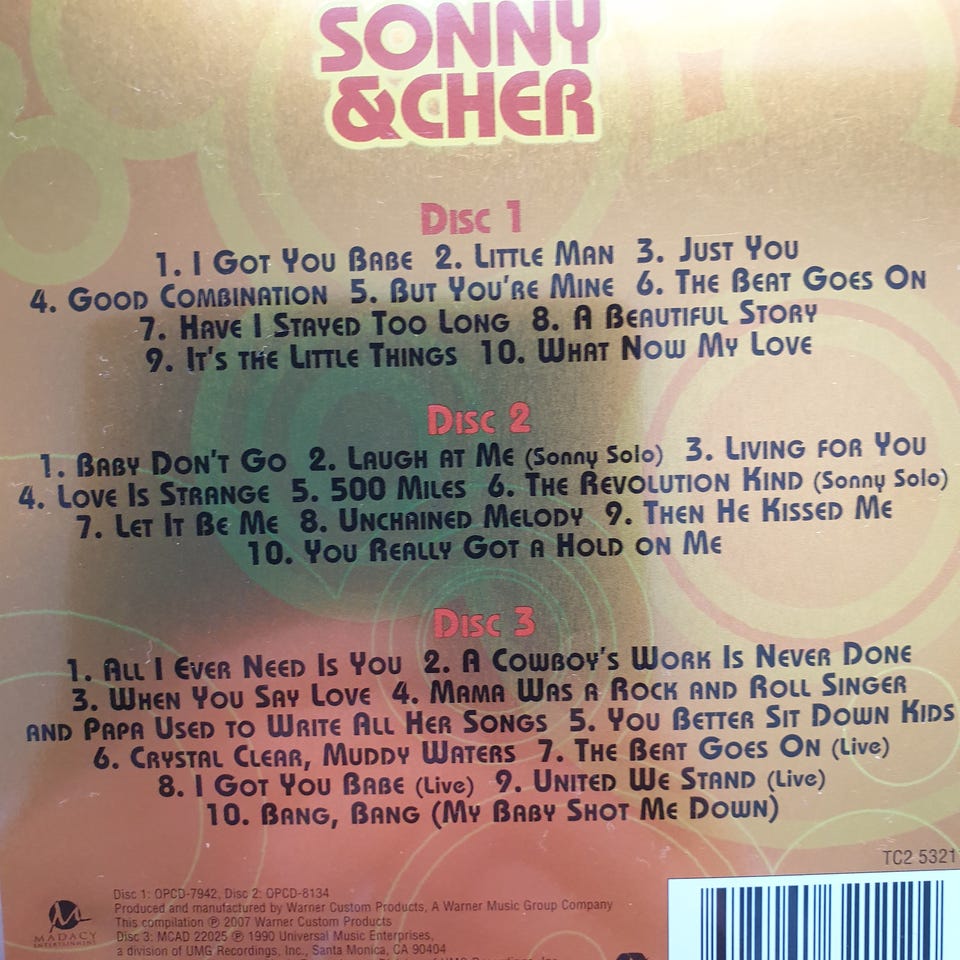 SONNY
&CHER
Disc 1
1. I Got You Babe 2. Little Man 3. Just You
4. Good Combination 5. But You're Mine 6. The Beat Goes On
7. Have I Stayed Too Long 8. A Beautiful Story
9. It's the Little Things 10. What Now My Love
Disc 2
1. Baby Don't Go 2. Laugh at Me (Sonny Solo) 3. Living for You
4. Love Is Strange 5. 500 Miles 6. The Revolution Kind (Sonny Solo)
7. Let It Be Me 8. Unchained Melody 9. Then He Kissed Me
10. You Really Got a Hold on Me
Disc 3
1. All I Ever Need Is You 2. A Cowboy's Work Is Never Done
3. When You Say Love 4. Mama Was a Rock and Roll Singer
and Papa Used to Write All Her Songs 5. You Better Sit Down Kids
6. Crystal Clear, Muddy Waters 7. The Beat Goes On (Live)
8. I Got You Babe (Live) 9. United We Stand (Live)
10. Bang, Bang (My Baby Shot Me Down)
TC2 5321
Disc 1: OPCD-7942, Disc 2: OPCD-8134
Produced and manufactured by Warner Custom Products, A Warner Music Group Company
This compilation ℗ 2007 Warner Custom Products
Disc 3: MCAD 22025 ℗ 1990 Universal Music Enterprises,
a division of UMG Recordings, Inc., Santa Monica, CA 90404
MADACY
ENTERTAINMENT